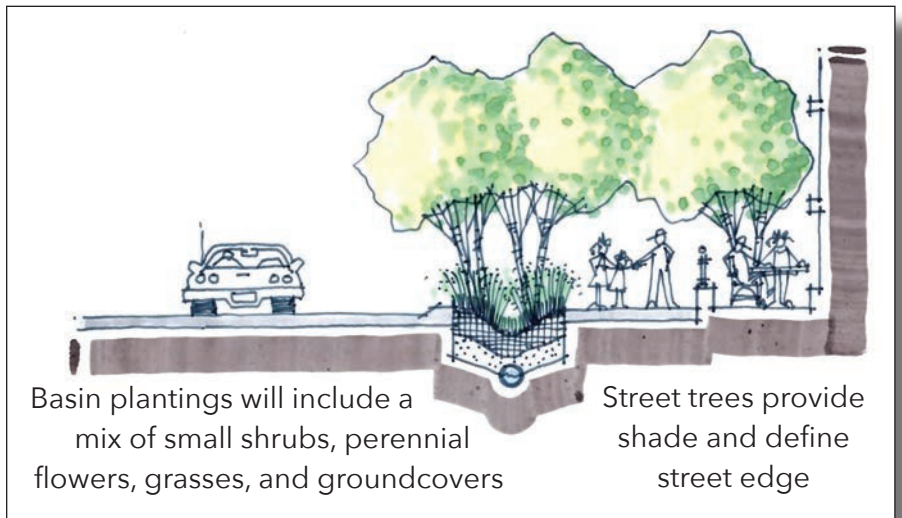 Basin plantings will include a
mix of small shrubs, perennial
flowers, grasses, and groundcovers
Street trees provide
shade and define
street edge